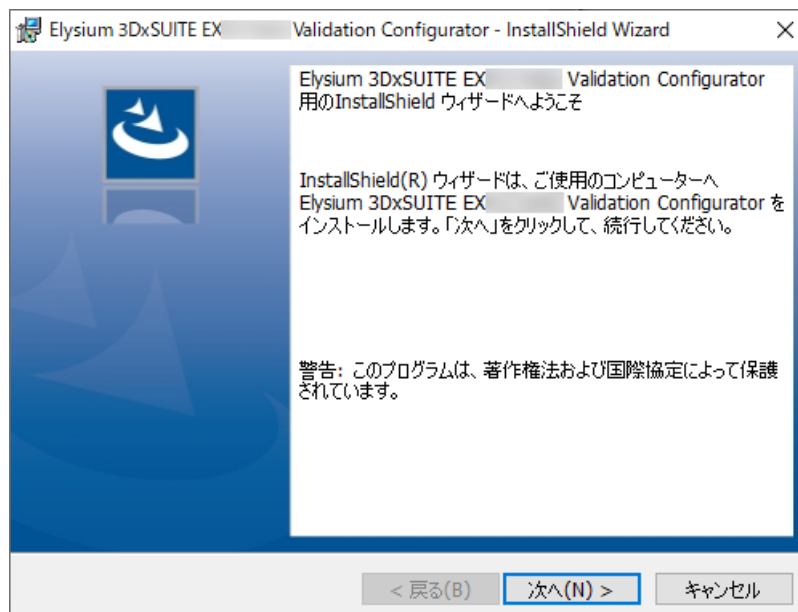 Elysium 3DxSUITE EX Validation Configurator - InstallShield Wizard
Elysium 3DxSUITE EX Validation Configurator
用のInstallShield ウィザードへようこそ
InstallShield(R) ウィザードは、ご使用のコンピューターへ
Elysium 3DxSUITE EX Validation Configurator を
インストールします。「次へ」をクリックして、続行してください。
警告: このプログラムは、著作権法および国際協定によって保護
されています。
< 戻る(B)
次へ(N) >
キャンセル